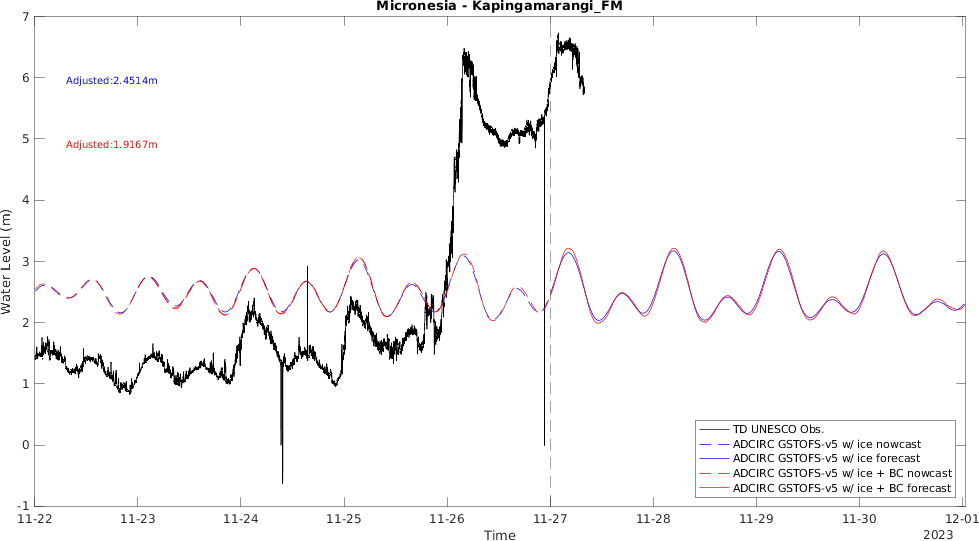 Micronesia - Kapingamarangi_FM
7
6
5
4
3
2
1
0
-1
Water Level (m)
Adjusted:2.4514m
Adjusted:1.9167m
TD UNESCO Obs.
ADCIRC GSTOFS-v5 w/ ice nowcast
ADCIRC GSTOFS-v5 w/ ice forecast
ADCIRC GSTOFS-v5 w/ ice + BC nowcast
ADCIRC GSTOFS-v5 w/ ice + BC forecast
11-22 11-23 11-24 11-25 11-26 11-27 11-28 11-29 11-30 12-01
Time 2023